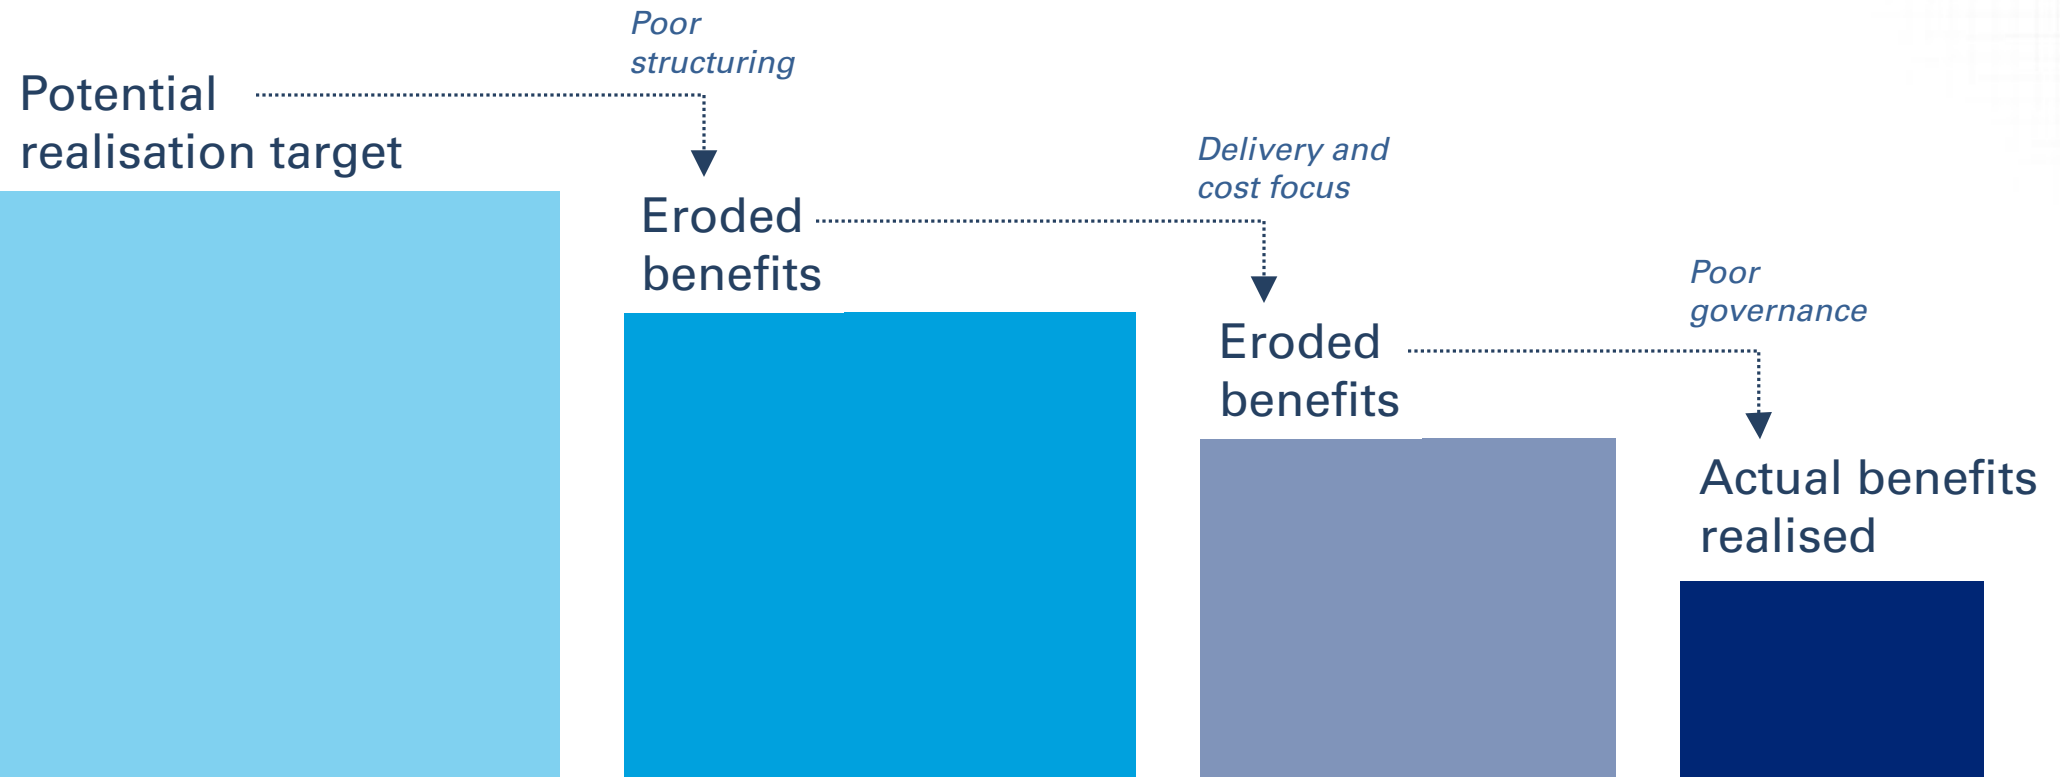 Poor
structuring
Potential
realisation target
Delivery and
cost focus
Eroded
benefits
Poor
governance
Eroded
benefits
Actual benefits
realised